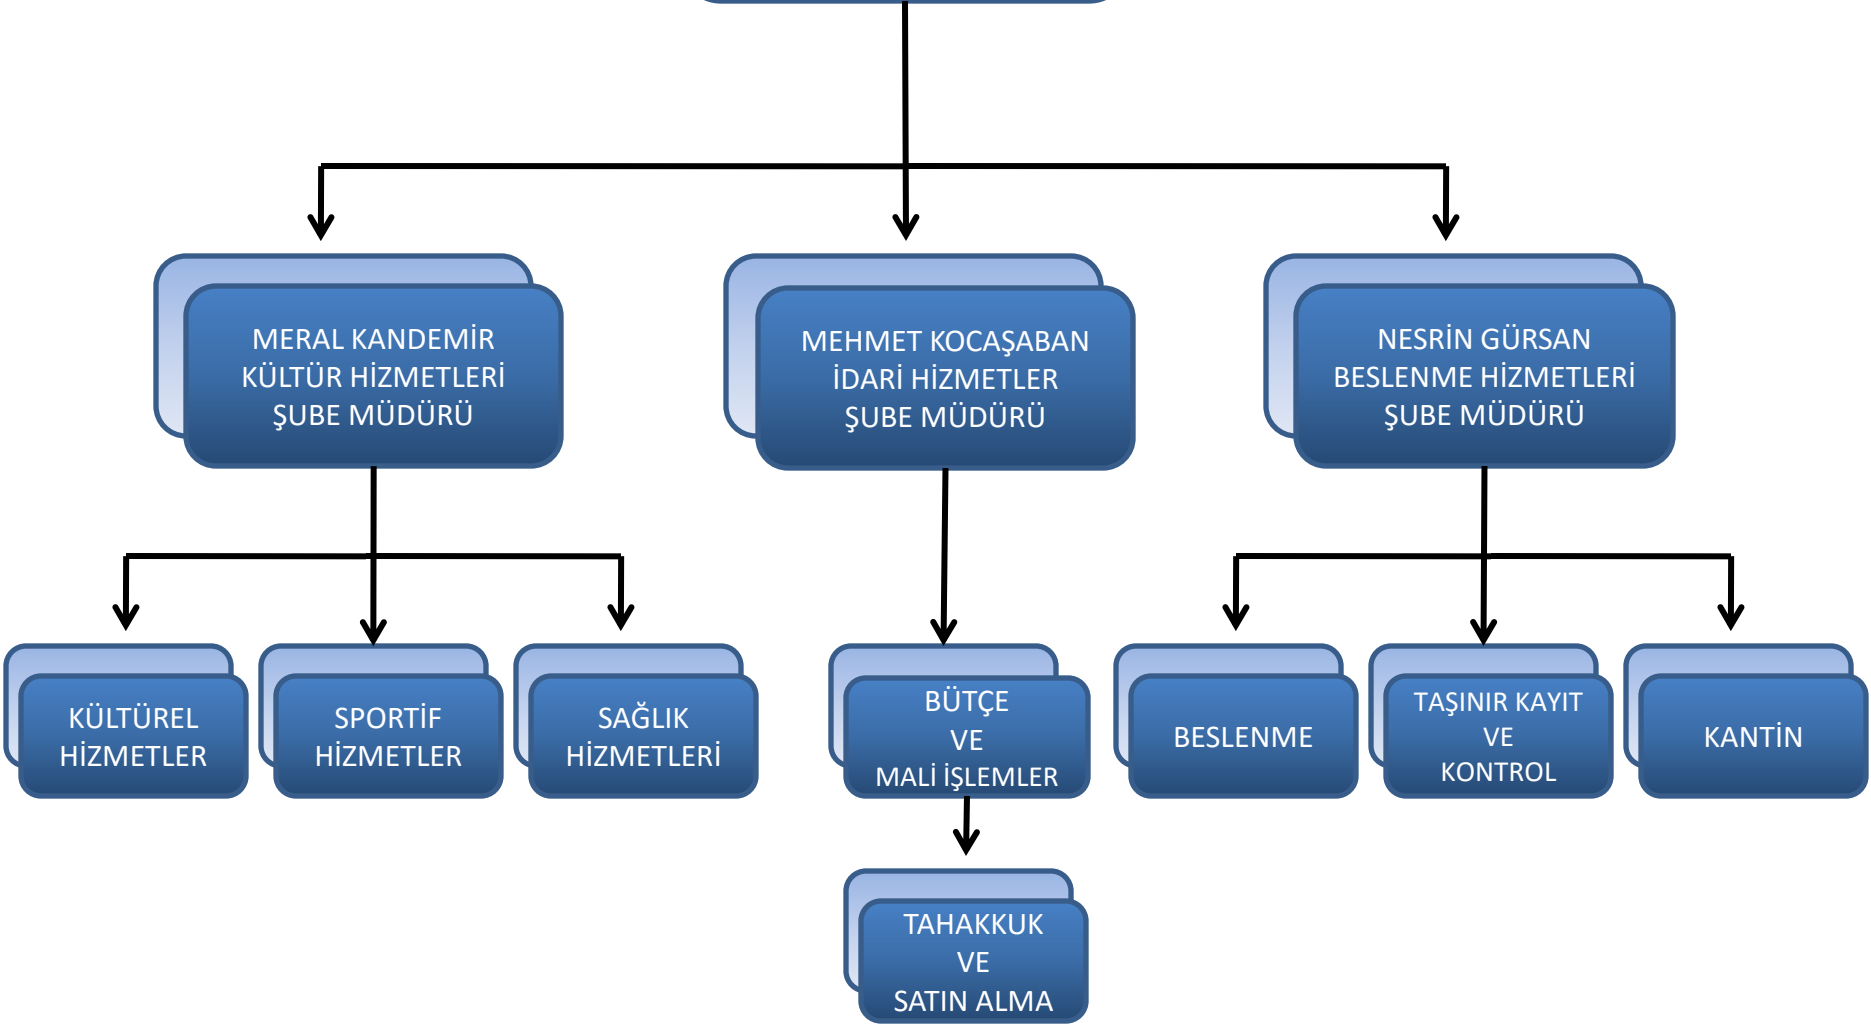 MERAL KANDEMİR
KÜLTÜR HİZMETLERİ
ŞUBE MÜDÜRÜ
MEHMET KOCAŞABAN
İDARİ HİZMETLER
ŞUBE MÜDÜRÜ
NESRİN GÜRSAN
BESLENME HİZMETLERİ
ŞUBE MÜDÜRÜ
KÜLTÜREL
HİZMETLER
SPORTİF
HİZMETLER
SAĞLIK
HİZMETLERİ
BÜTÇE
VE
MALİ İŞLEMLER
BESLENME
TAŞINIR KAYIT
VE
KONTROL
KANTİN
TAHAKKUK
VE
SATIN ALMA